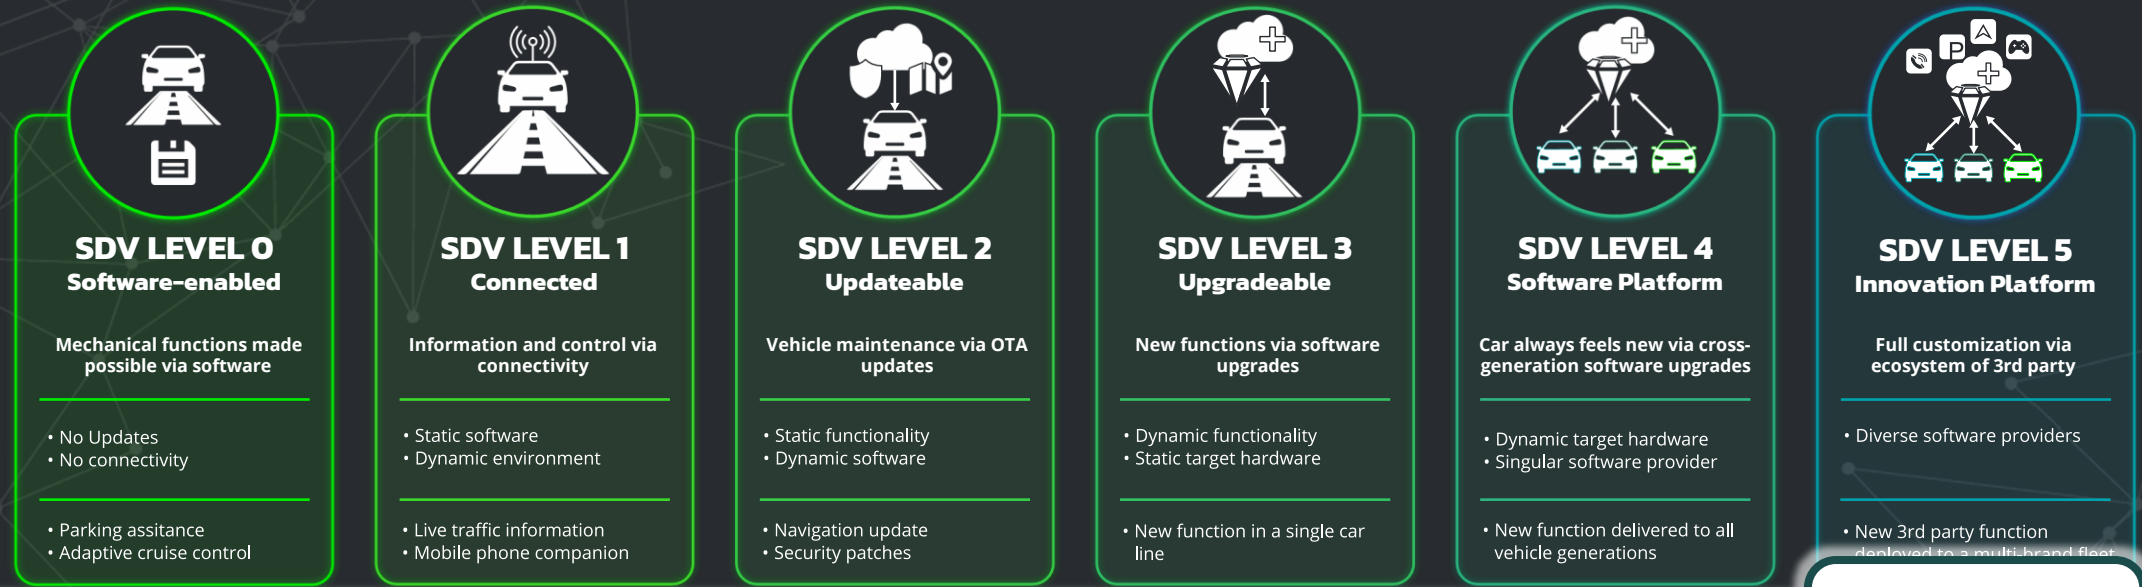 P
SDV LEVEL 0
Software-enabled
Mechanical functions made
possible via software
• No Updates
• No connectivity
• Parking assitance
• Adaptive cruise control
SDV LEVEL 1
Connected
Information and control via
connectivity
• Static software
• Dynamic environment
• Live traffic information
• Mobile phone companion
SDV LEVEL 2
Updateable
Vehicle maintenance via OTA
updates
• Static functionality
• Dynamic software
• Navigation update
• Security patches
SDV LEVEL 3
Upgradeable
New functions via software
upgrades
• Dynamic functionality
• Static target hardware
• New function in a single car
line
SDV LEVEL 4
Software Platform
Car always feels new via cross-
generation software upgrades
• Dynamic target hardware
• Singular software provider
• New function delivered to all
vehicle generations
SDV LEVEL 5
Innovation Platform
Full customization via
ecosystem of 3rd party
• Diverse software providers
• New 3rd party function
deployed to a multi-brand fleet